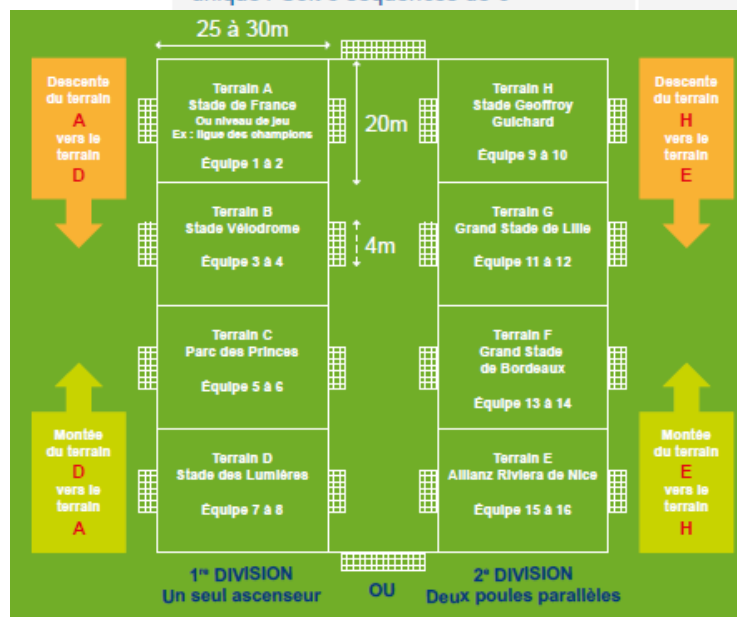 25 à 30m
Descente
du terrain
A
vers le
terrain
D
Terrain A
Stade de France
Ou niveau de jeu
Ex : ligue des champions
Équipe 1 à 2
20m
Terrain H
Stade Geoffroy
Guichard
Équipe 9 à 10
Descente
du terrain
H
vers le
terrain
E
Terrain B
Stade Vélodrome
Équipe 3 à 4
4m
Terrain G
Grand Stade de Lille
Équipe 11 à 12
Terrain C
Parc des Princes
Équipe 5 à 6
Terrain F
Grand Stade
de Bordeaux
Équipe 13 à 14
Montée
du terrain
D
vers le
terrain
A
Terrain D
Stade des Lumières
Équipe 7 à 8
Terrain E
Allianz Riviera de Nice
Équipe 15 à 16
Montée
du terrain
E
vers le
terrain
H
1re DIVISION
Un seul ascenseur
OU
2e DIVISION
Deux poules parallèles